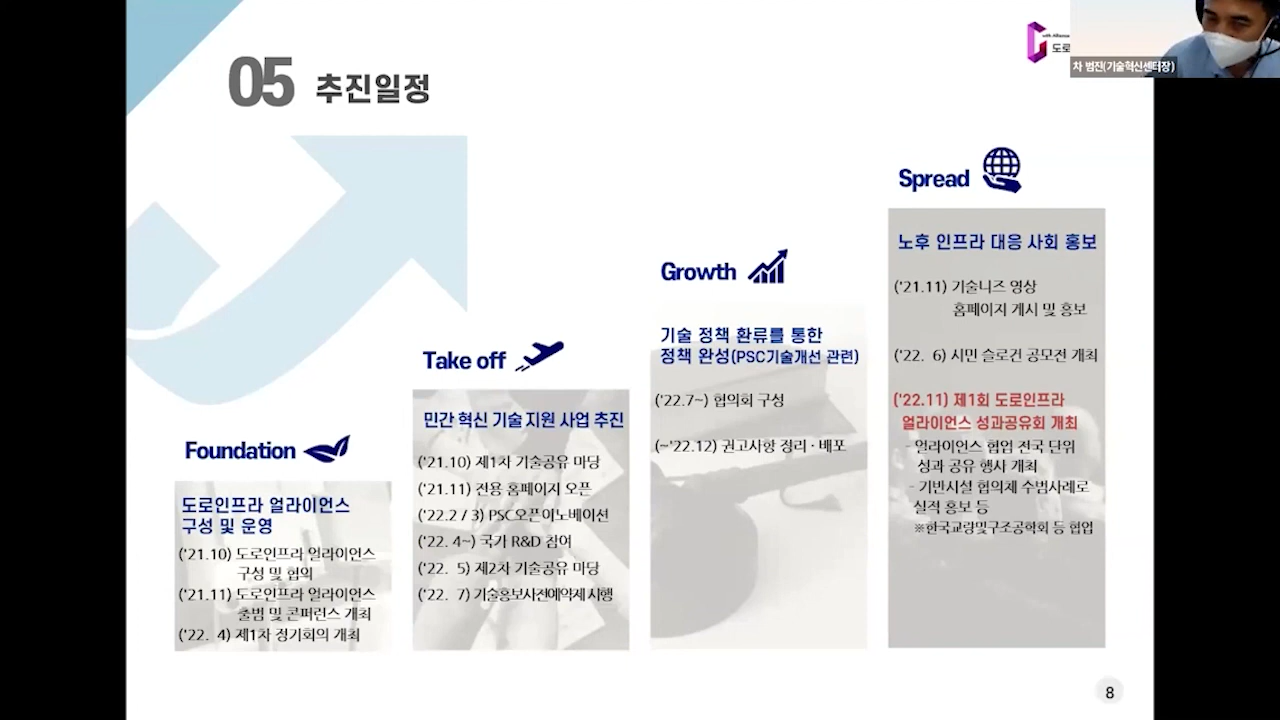 05 추진일정
with Alliance
도로
차 범진(기술혁신센터장)
Foundation
도로인프라 얼라이언스
구성 및 운영
('21.10) 도로인프라 얼라이언스
구성 및 협의
('21.11) 도로인프라 얼라이언스
출범 및 콘퍼런스 개최
('22. 4) 제1차 정기회의 개최
Take off
민간 혁신 기술 지원 사업 추진
('21.10) 제1차 기술공유 마당
('21.11) 전용 홈페이지 오픈
('22.2 / 3) PSC오픈이노베이션
('22. 4~) 국가 R&D 참여
('22. 5) 제2차 기술공유 마당
('22. 7) 기술홍보사전예약제 시행
Growth
기술 정책 환류를 통한
정책 완성(PSC기술개선 관련)
('22.7~) 협의회 구성
(~'22.12) 권고사항 정리 · 배포
Spread
노후 인프라 대응 사회 홍보
('21.11) 기술니즈 영상
홈페이지 게시 및 홍보
('22. 6) 시민 슬로건 공모전 개최
('22.11) 제1회 도로인프라
얼라이언스 성과공유회 개최
- 얼라이언스 협업 전국 단위
성과 공유 행사 개최
- 기반시설 협의제 수범사례로
실적 홍보 등
※한국교량및구조공학회 등 협업
8